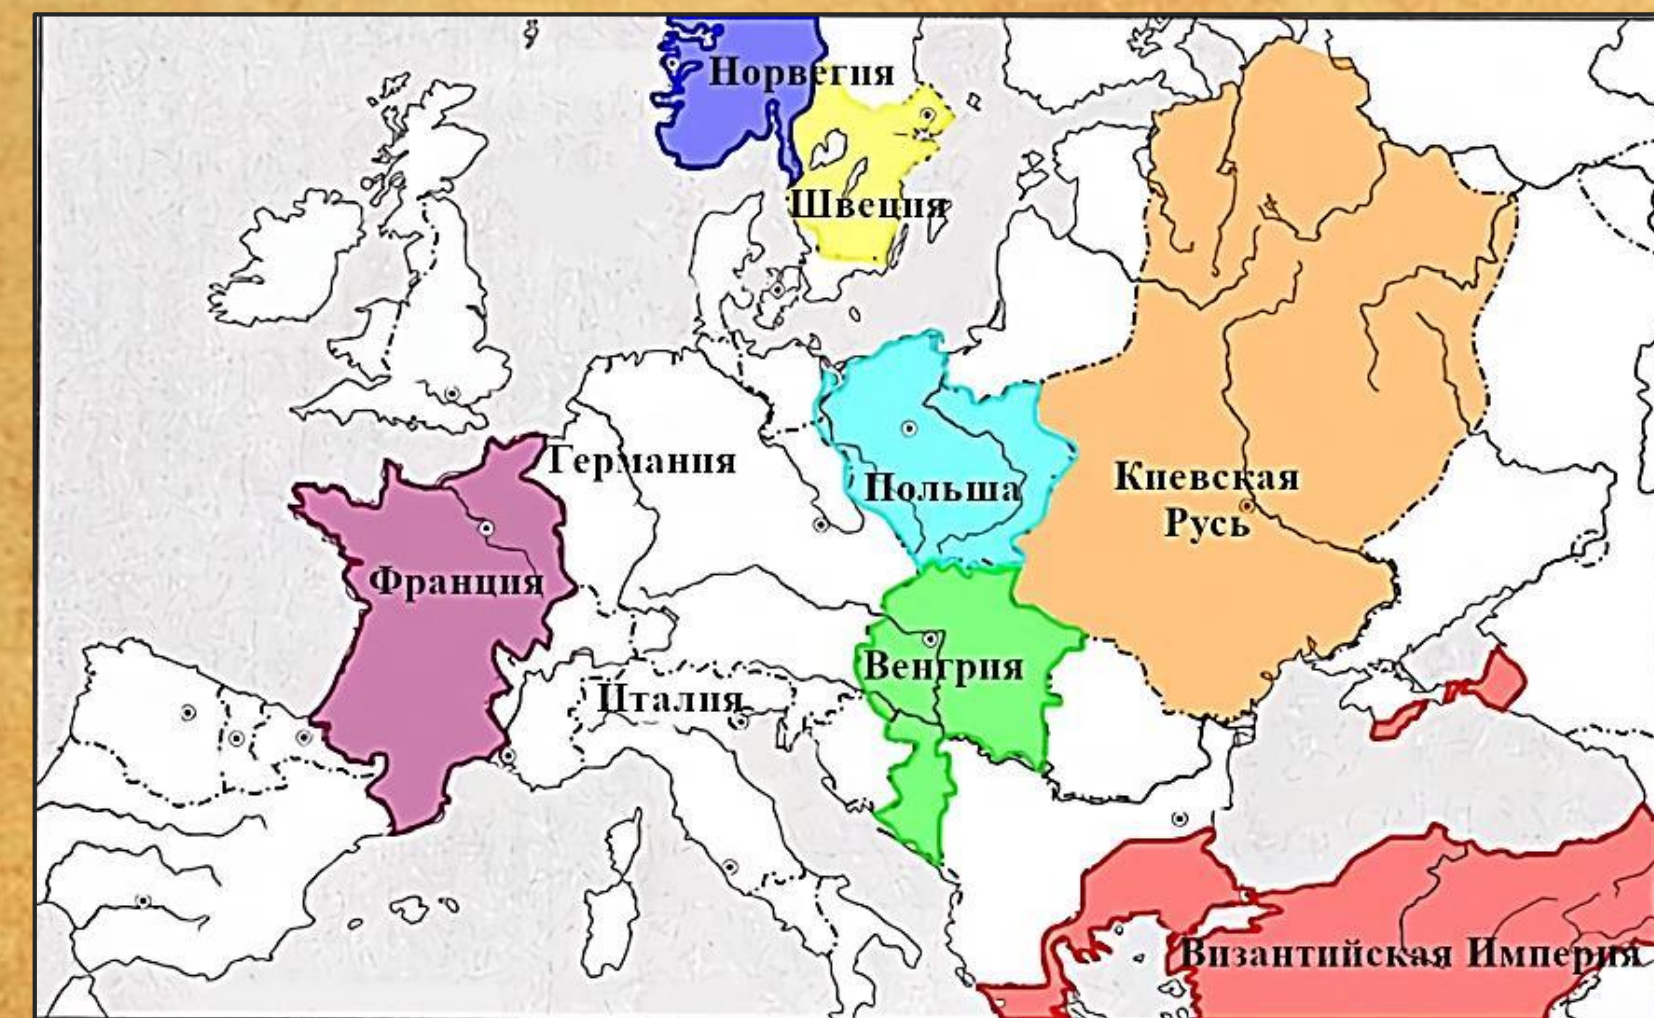 Норвегия
Швеция
Германия
Польша
Киевская
Русь
Франция
Венгрия
Италия
Византийская Империя